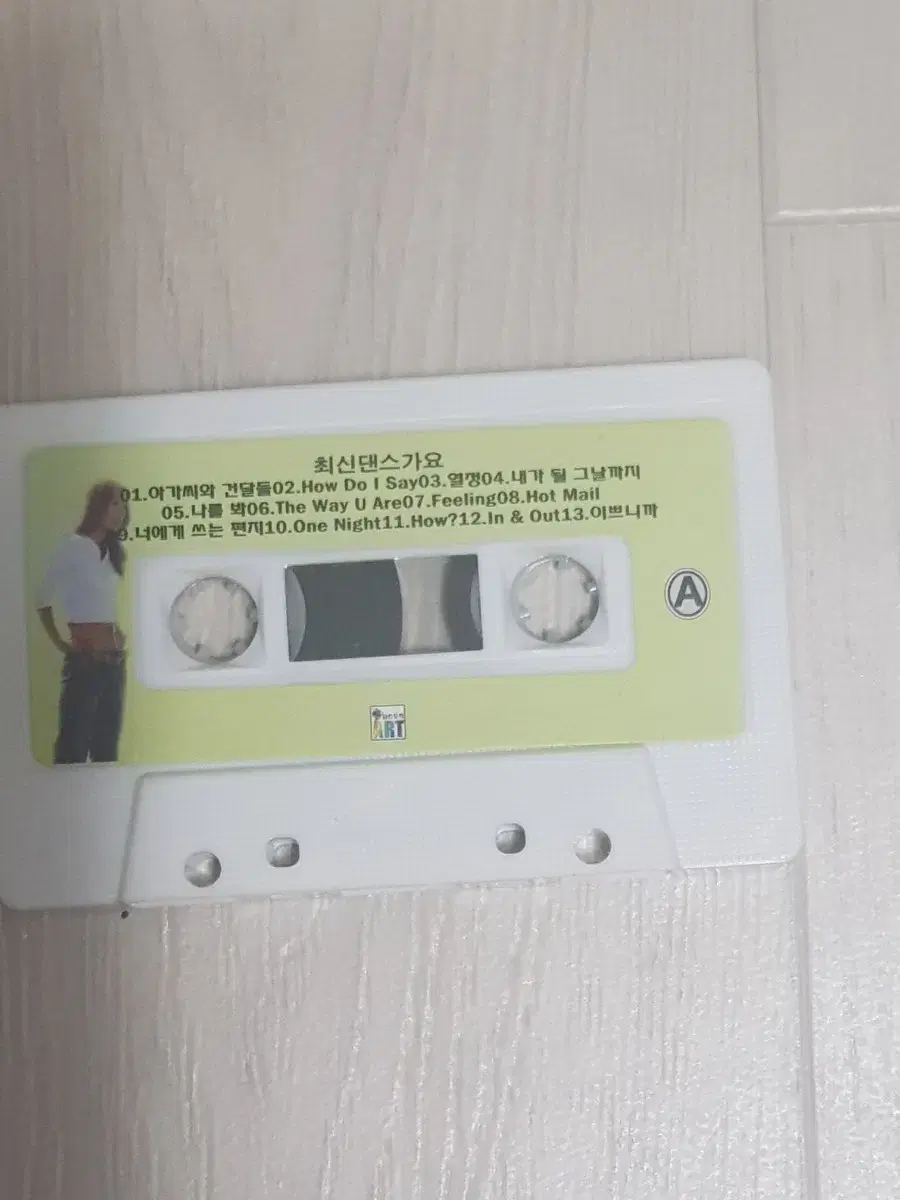 최신댄스가요
01.아가씨와 건달들02.How Do I Say03.열정04.내가 될 그날까지
05.나를 봐06.The Way U Are07.Feeling08.Hot Mail
9.너에게 쓰는 편지10.One Night11.How?12.In & Out13.이쁘니까
A
ART